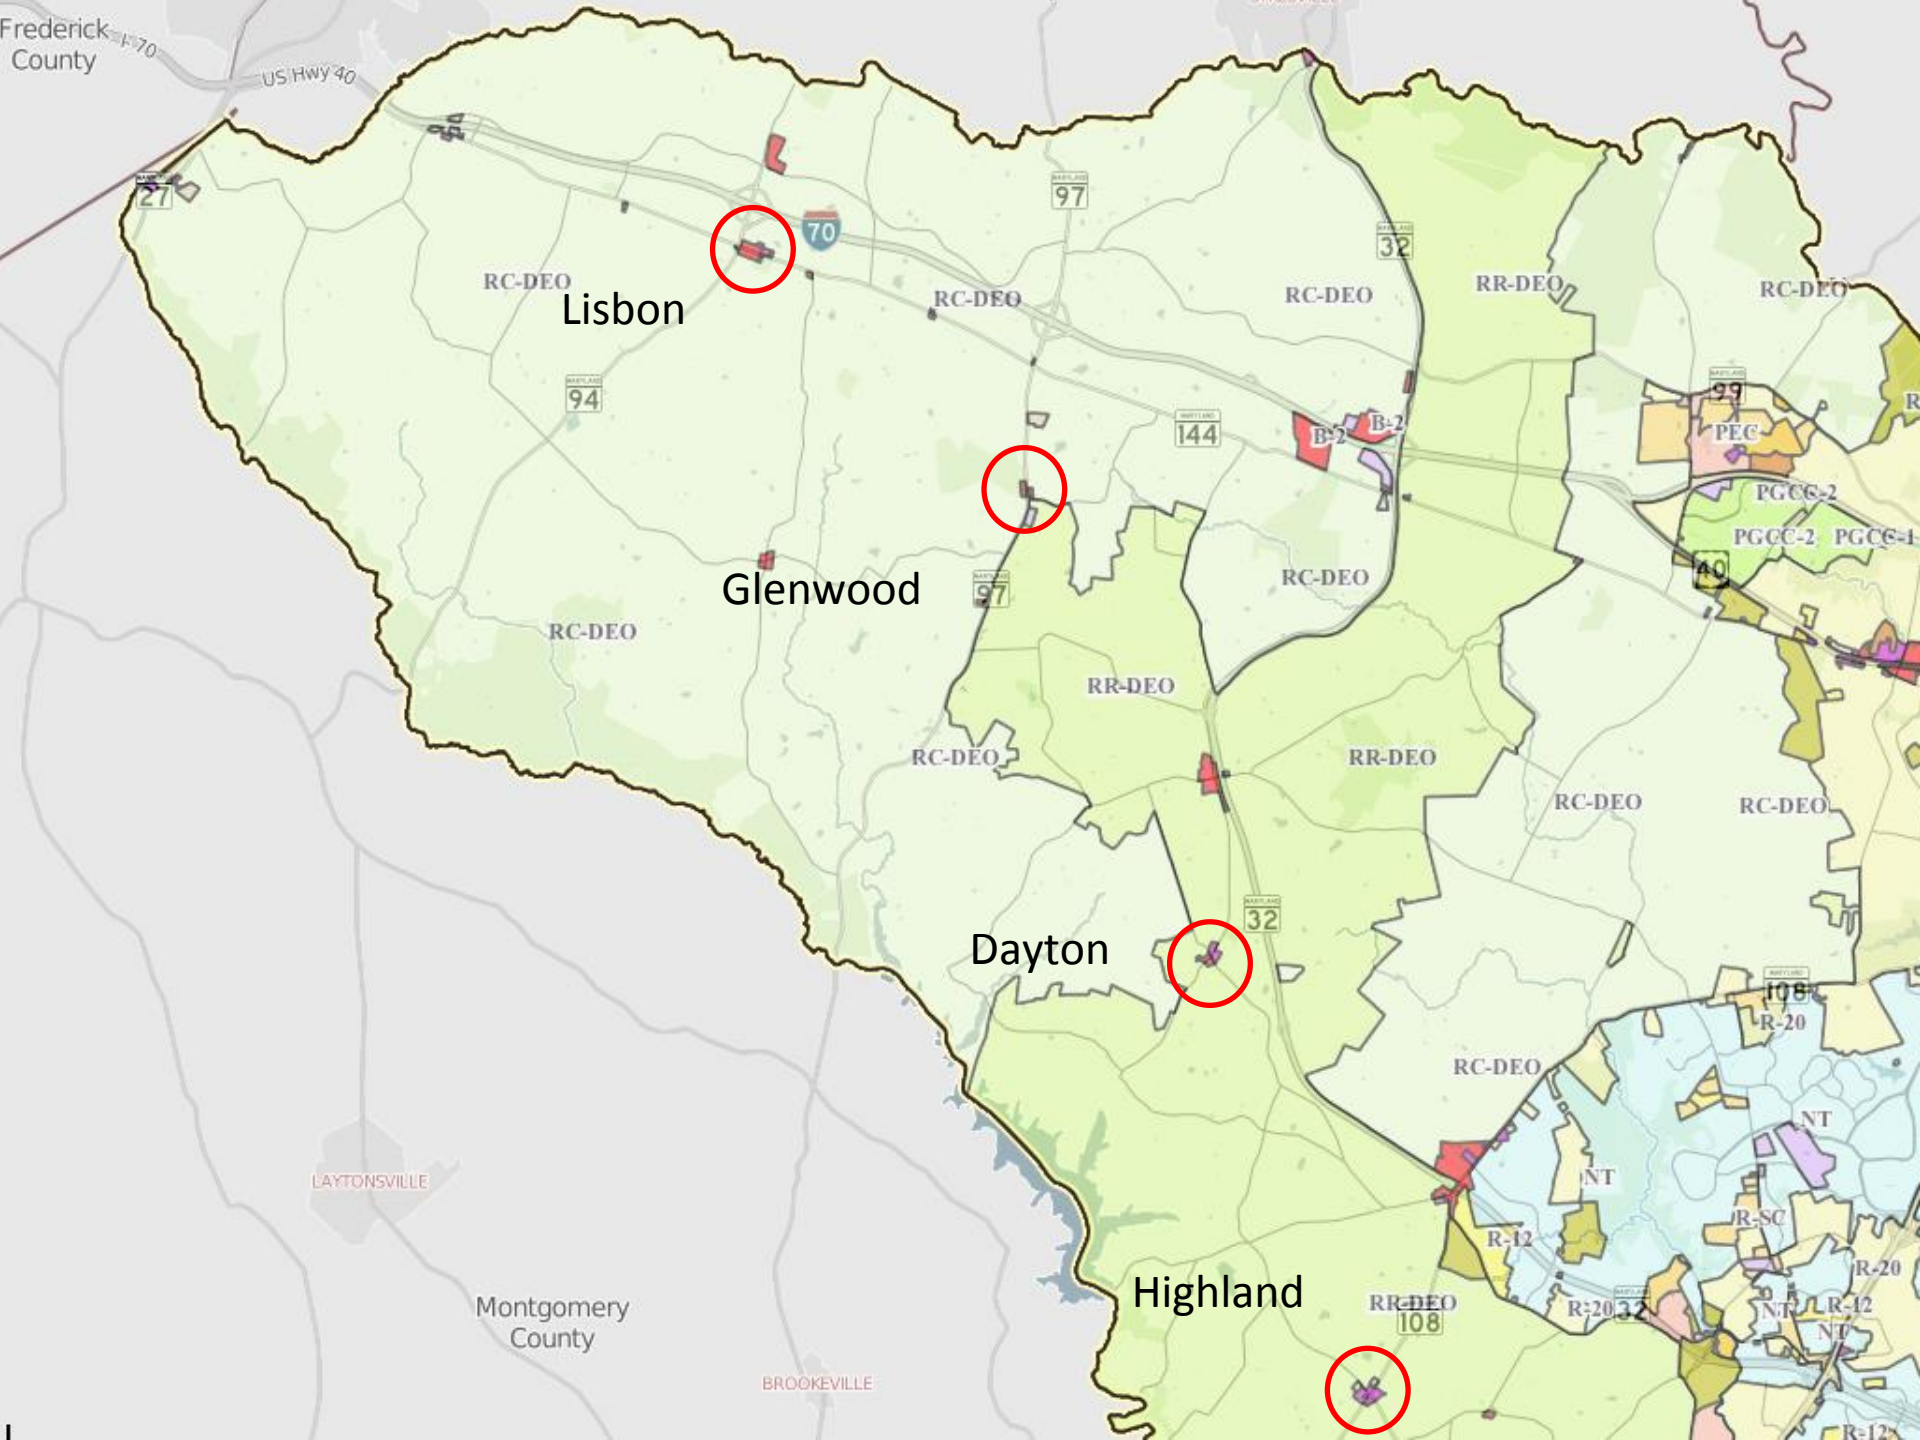 Frederick
County
I-70
US Hwy 40
27
97
70
32
RC-DEO
Lisbon
RC-DEO
RC-DEO
RR-DEO
RC-DEO
94
144
B-2
B-2
99
PEC
R
PGCC-2
PGCC-2
PGCC-1
40
Glenwood
97
RC-DEO
RC-DEO
RR-DEO
RC-DEO
RR-DEO
RC-DEO
RC-DEO
Dayton
32
108
R-20
RC-DEO
NT
NT
LAYTONSVILLE
R-SC
R-12
R-20
Highland
RR-DEO
108
R-20
32
NT
R-12
NT
Montgomery
County
BROOKEVILLE
R-12